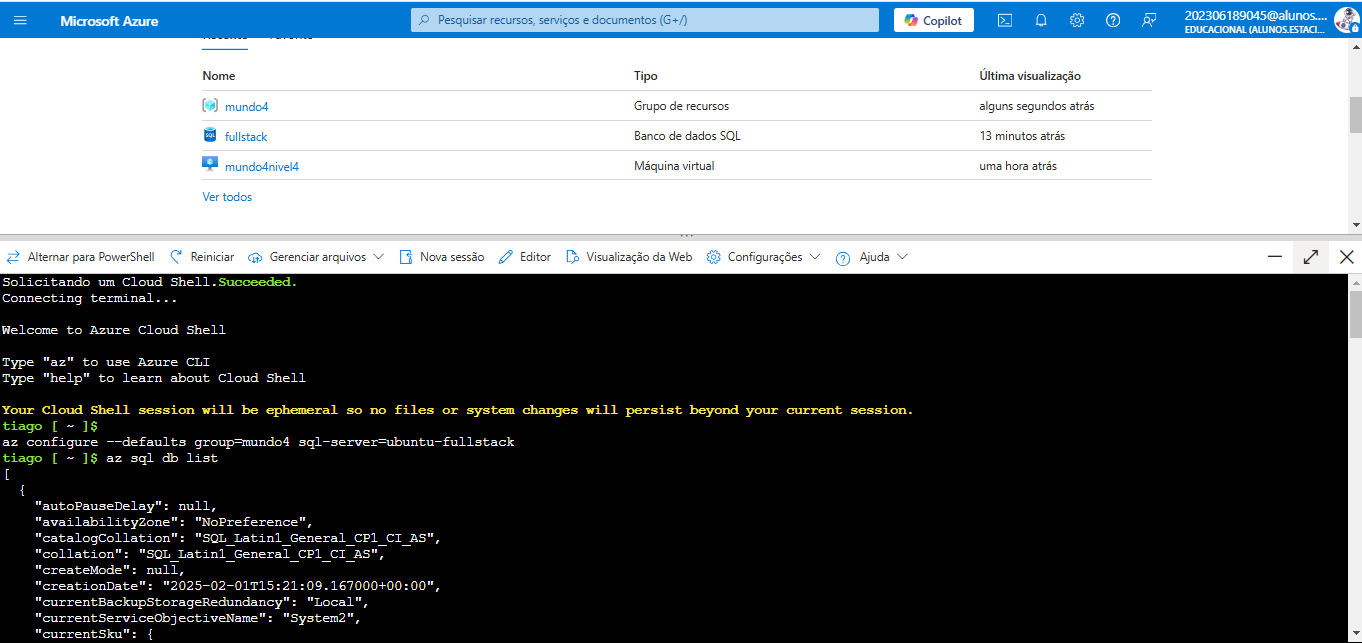 Microsoft Azure
Pesquisar recursos, serviços e documentos (G+/)
Copilot
202306189045@alunos....
EDUCACIONAL (ALUNOS.ESTACI...
Recente Favorito
Nome Tipo Última visualização
mundo4 Grupo de recursos alguns segundos atrás
SQL fullstack Banco de dados SQL 13 minutos atrás
mundo4nivel4 Máquina virtual uma hora atrás
Ver todos
Alternar para PowerShell Reiniciar Gerenciar arquivos Nova sessão Editor Visualização da Web Configurações Ajuda
Solicitando um Cloud Shell.Succeeded.
Connecting terminal...
Welcome to Azure Cloud Shell
Type "az" to use Azure CLI
Type "help" to learn about Cloud Shell
Your Cloud Shell session will be ephemeral so no files or system changes will persist beyond your current session.
tiago [ ~ ]$
az configure --defaults group=mundo4 sql-server=ubuntu-fullstack
tiago [ ~ ]$ az sql db list
[
{
"autoPauseDelay": null,
"availabilityZone": "NoPreference",
"catalogCollation": "SQL_Latin1_General_CP1_CI_AS",
"collation": "SQL_Latin1_General_CP1_CI_AS",
"createMode": null,
"creationDate": "2025-02-01T15:21:09.167000+00:00",
"currentBackupStorageRedundancy": "Local",
"currentServiceObjectiveName": "System2",
"currentSku": {